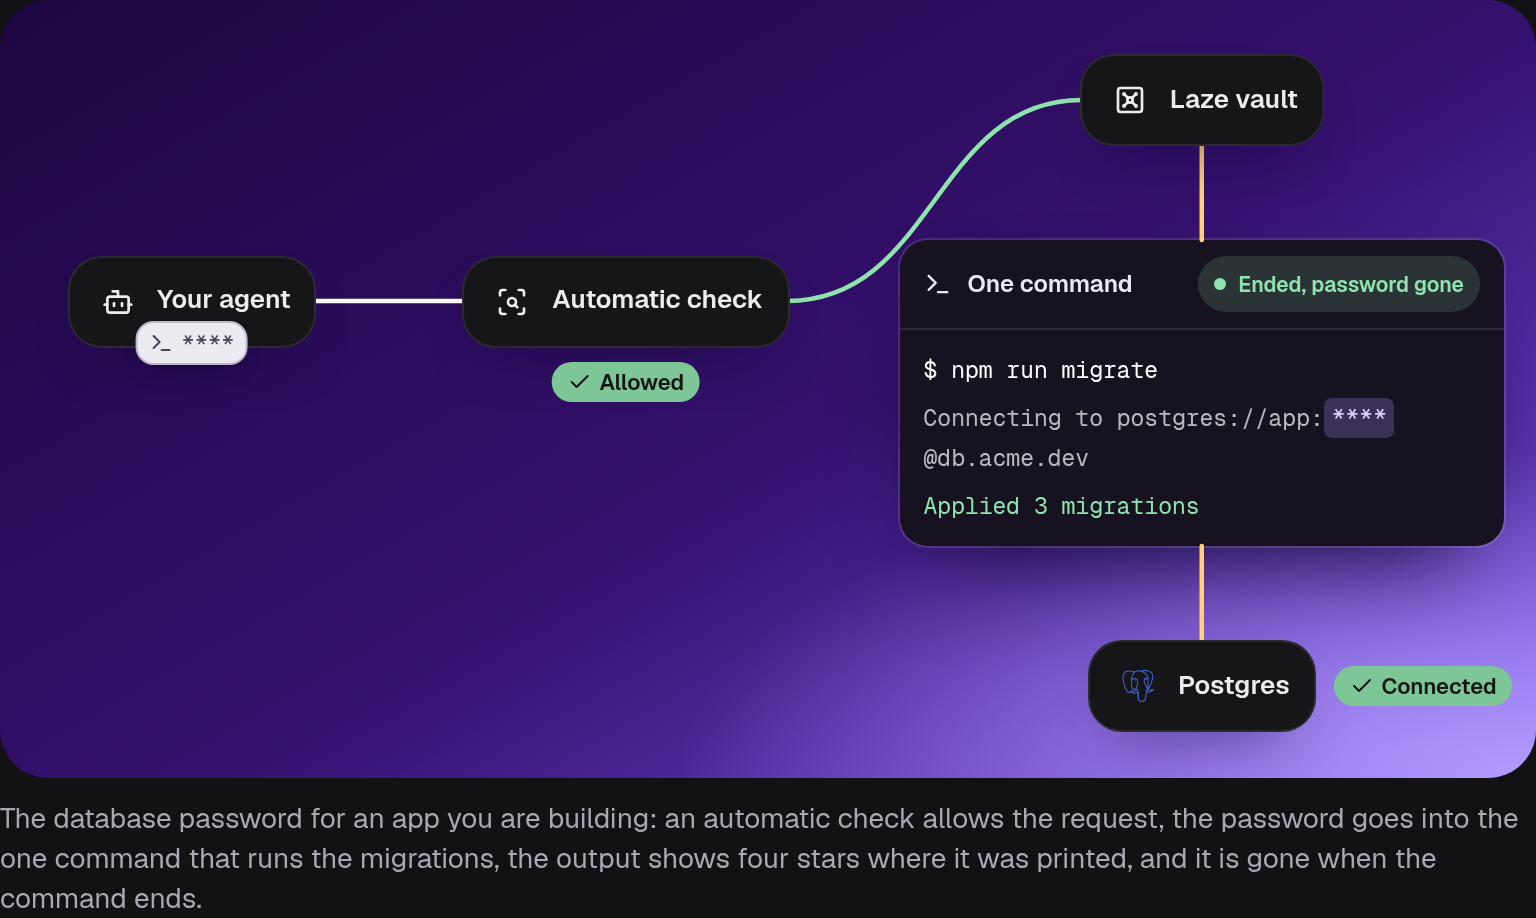 Laze vault
Your agent
****
Automatic check
Allowed
One command
Ended, password gone
$ npm run migrate
Connecting to postgres://app:****
@db.acme.dev
Applied 3 migrations
Postgres
Connected
The database password for an app you are building: an automatic check allows the request, the password goes into the
one command that runs the migrations, the output shows four stars where it was printed, and it is gone when the
command ends.